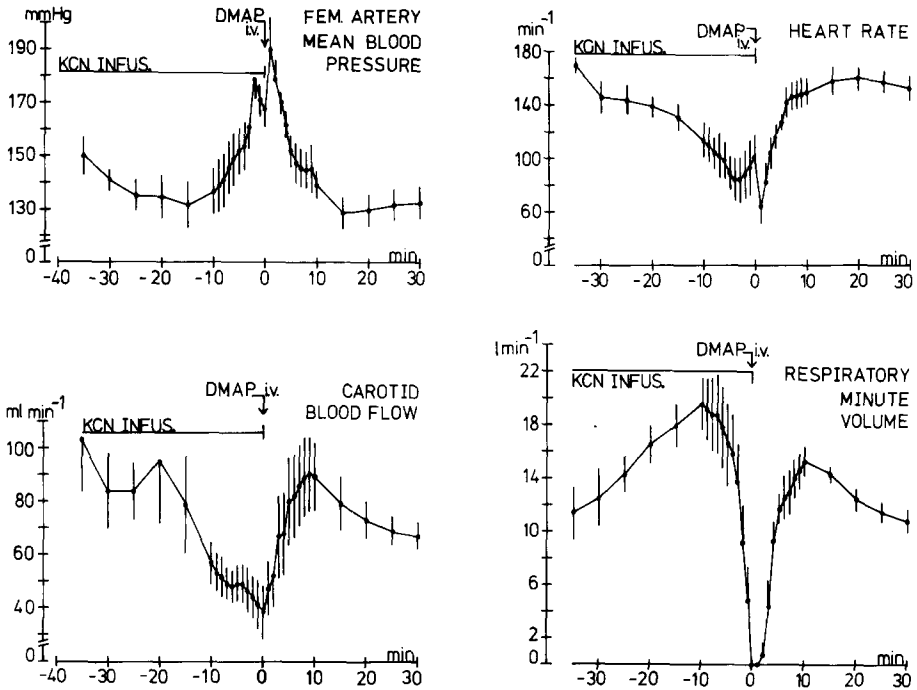 mmHg
DMAP
i.v.
FEM. ARTERY
MEAN BLOOD
PRESSURE
KCN INFUS.
190
170
150
130
0
-40 -30 -20 -10 0 10 20 30
min
min⁻¹
DMAP
i.v.
HEART RATE
KCN INFUS.
180
140
100
60
0
-30 -20 -10 0 10 20 30
min
ml min⁻¹
DMAP i.v.
CAROTID
BLOOD FLOW
KCN INFUS.
100
80
60
40
0
-40 -30 -20 -10 0 10 20 30
min
l min⁻¹
DMAP i.v.
RESPIRATORY
MINUTE
VOLUME
KCN INFUS.
22
18
14
10
6
2
0
-30 -20 -10 0 10 20 30
min